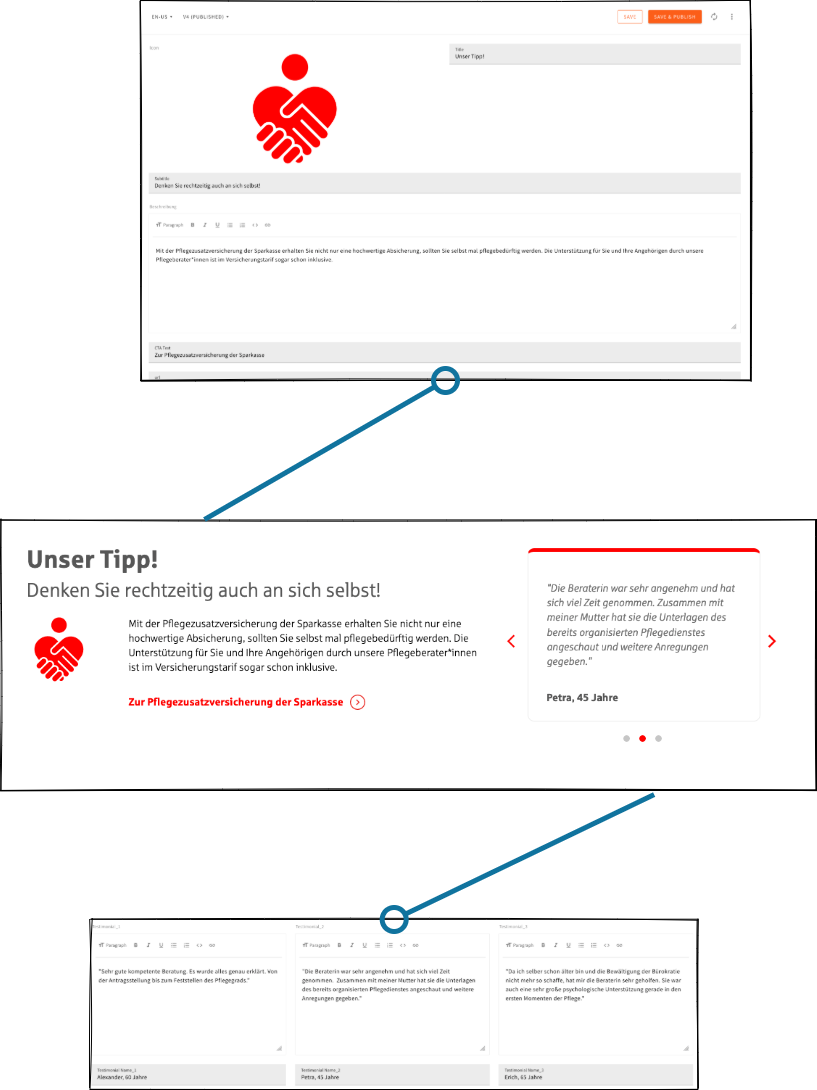 EN-US
V4 (PUBLISHED)
SAVE
SAVE & PUBLISH
Icon
Title
Unser Tipp!
Subtitle
Denken Sie rechtzeitig auch an sich selbst!
Beschreibung
Paragraph B I U
Mit der Pflegezusatzversicherung der Sparkasse erhalten Sie nicht nur eine hochwertige Absicherung, sollten Sie selbst mal pflegebedürftig werden. Die Unterstützung für Sie und Ihre Angehörigen durch unsere
Pflegeberater*innen ist im Versicherungstarif sogar schon inklusive.
CTA Text
Zur Pflegezusatzversicherung der Sparkasse
Unser Tipp!
Denken Sie rechtzeitig auch an sich selbst!
Mit der Pflegezusatzversicherung der Sparkasse erhalten Sie nicht nur eine
hochwertige Absicherung, sollten Sie selbst mal pflegebedürftig werden. Die
Unterstützung für Sie und Ihre Angehörigen durch unsere Pflegeberater*innen
ist im Versicherungstarif sogar schon inklusive.
Zur Pflegezusatzversicherung der Sparkasse
"Die Beraterin war sehr angenehm und hat
sich viel Zeit genommen. Zusammen mit
meiner Mutter hat sie die Unterlagen des
bereits organisierten Pflegedienstes
angeschaut und weitere Anregungen
gegeben."
Petra, 45 Jahre
Testimonial_1
Paragraph B I U
"Sehr gute kompetente Beratung. Es wurde alles genau erklärt. Von
der Antragsstellung bis zum Feststellen des Pflegegrads."
Testimonial Name_1
Alexander, 60 Jahre
Testimonial_2
Paragraph B I U
"Die Beraterin war sehr angenehm und hat sich viel Zeit
genommen. Zusammen mit meiner Mutter hat sie die Unterlagen
des bereits organisierten Pflegedienstes angeschaut und weitere
Anregungen gegeben."
Testimonial Name_2
Petra, 45 Jahre
Testimonial_3
Paragraph B I U
"Da ich selber schon älter bin und die Bewältigung der Bürokratie
nicht mehr so schaffe, hat mir die Beraterin sehr geholfen. Sie war
auch eine sehr große psychologische Unterstützung gerade in den
ersten Momenten der Pflege."
Testimonial Name_3
Erich, 65 Jahre